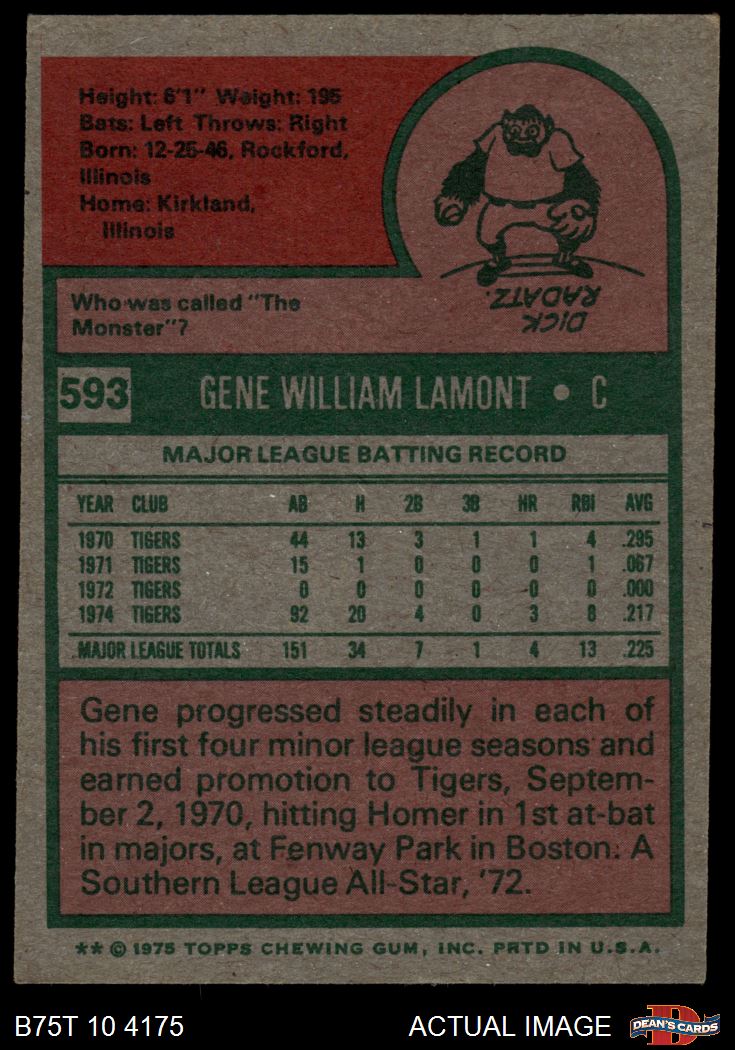 Height: 6'1" Weight: 195
Bats: Left Throws: Right
Born: 12-25-46, Rockford,
Illinois
Home: Kirkland,
Illinois
Who was called "The
Monster"?
DICK
RADATZ.
593 GENE WILLIAM LAMONT • C
MAJOR LEAGUE BATTING RECORD
YEAR CLUB AB H 2B 3B HR RBI AVG
1970 TIGERS 44 13 3 1 1 4 .295
1971 TIGERS 15 1 0 0 0 1 .067
1972 TIGERS 0 0 0 0 0 0 .000
1974 TIGERS 92 20 4 0 3 8 .217
MAJOR LEAGUE TOTALS 151 34 7 1 4 13 .225
Gene progressed steadily in each of
his first four minor league seasons and
earned promotion to Tigers, Septem-
ber 2, 1970, hitting Homer in 1st at-bat
in majors, at Fenway Park in Boston. A
Southern League All-Star, '72.
** © 1975 TOPPS CHEWING GUM, INC. PRTD IN U.S.A.
B75T 10 4175 ACTUAL IMAGE D DEAN'S CARDS